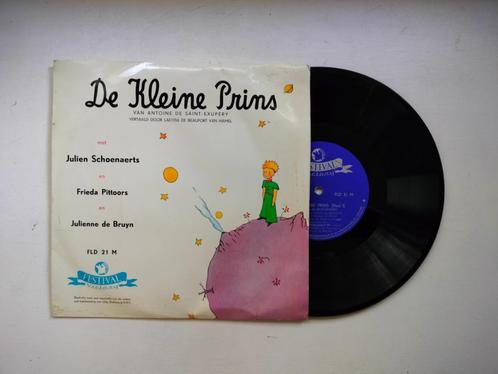 De Kleine Prins
VAN ANTOINE DE SAINT-EXUPÉRY
VERTAALD DOOR LAETITIA DE BEAUFORT VAN HAMEL
met
Julien Schoenaerts
en
Frieda Pittoors
en
Julienne de Bruyn
FLD 21 M
FESTIVAL
FESTIVAL
FLD 21 M